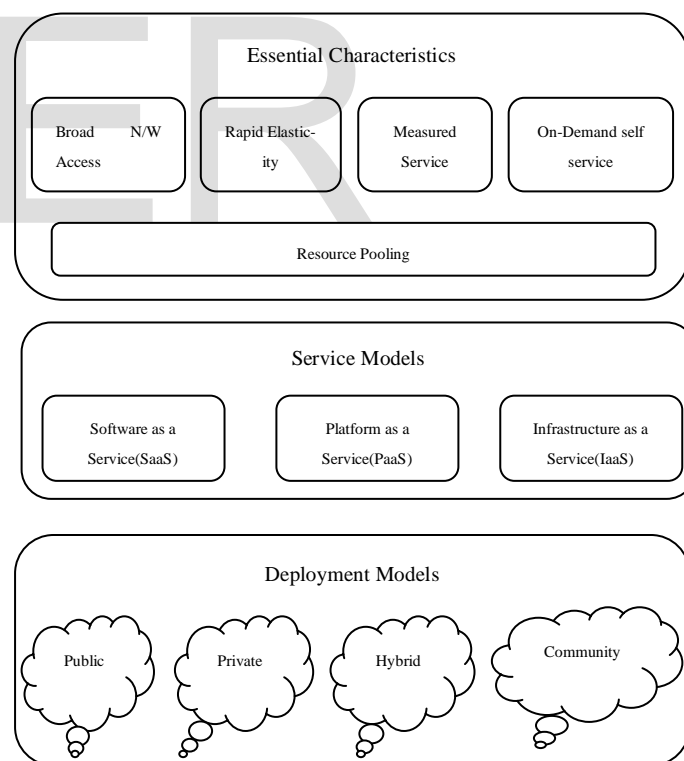 ER
Essential Characteristics
Broad N/W
Access
Rapid Elastic-
ity
Measured
Service
On-Demand self
service
Resource Pooling
Service Models
Software as a
Service(SaaS)
Platform as a
Service(PaaS)
Infrastructure as a
Service(IaaS)
Deployment Models
Public
Private
Hybrid
Community